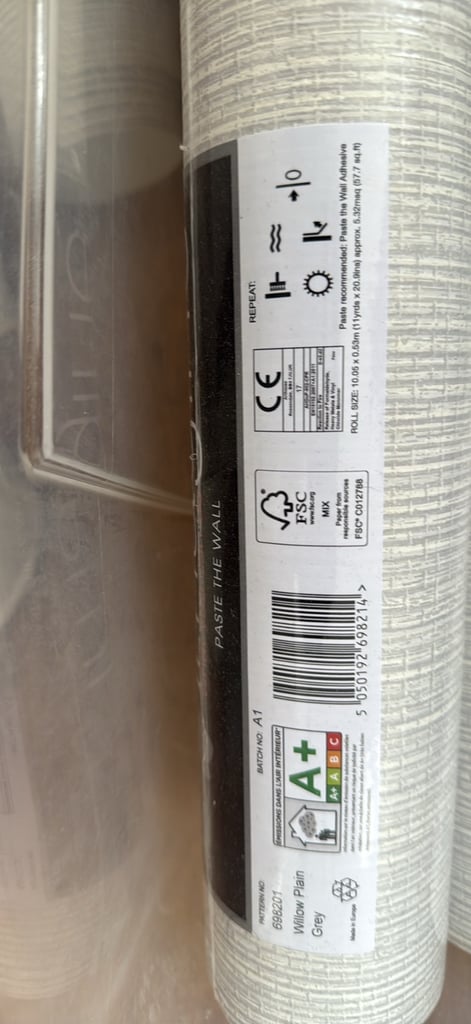 PASTE THE WALL
PATTERN NO:
698201
Willow Plain
Grey
Made in Europe
BATCH NO: A1
ÉMISSIONS DANS L'AIR INTÉRIEUR*
A+
A+ A B C
5 050192 698214 >
FSC®
www.fsc.org
MIX
Paper from
responsible sources
FSC® C012788
CE
17
REPEAT:
Paste recommended: Paste the Wall Adhesive
ROLL SIZE: 10.05 x 0.53m (11yrds x 20.9ins) approx. 5.32msq (57.7 sq.ft)